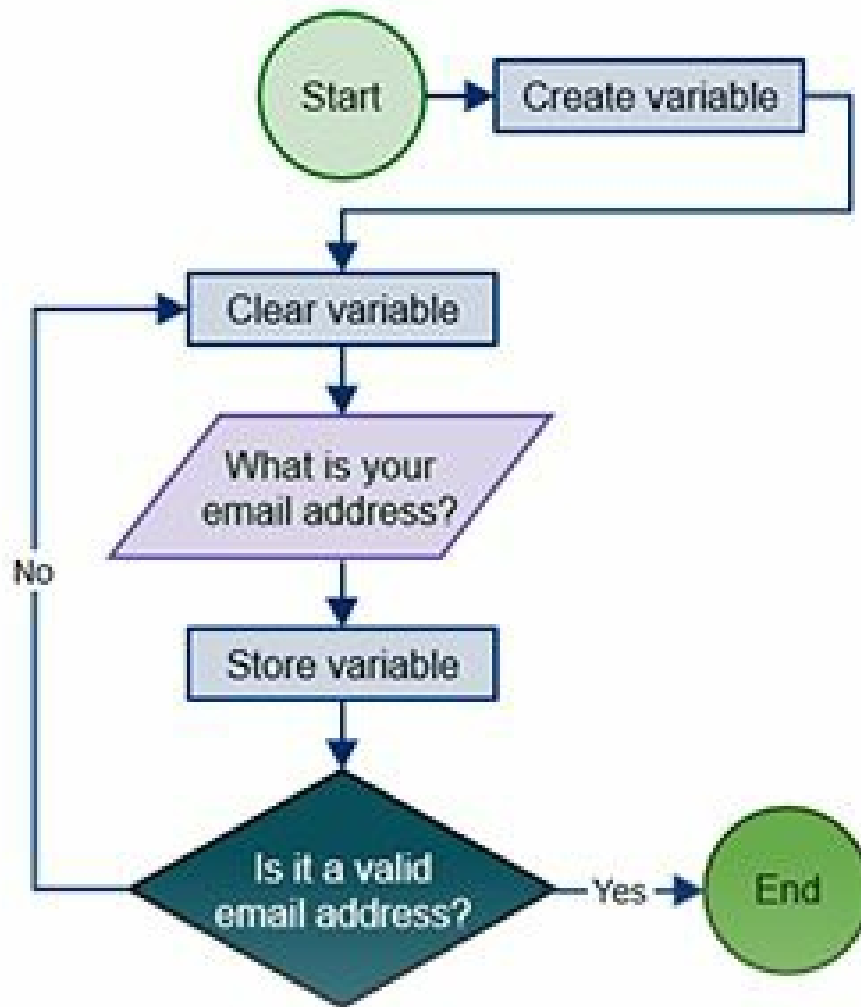 Start
Create variable
Clear variable
What is your
email address?
Store variable
Is it a valid
email address?
No
Yes
End